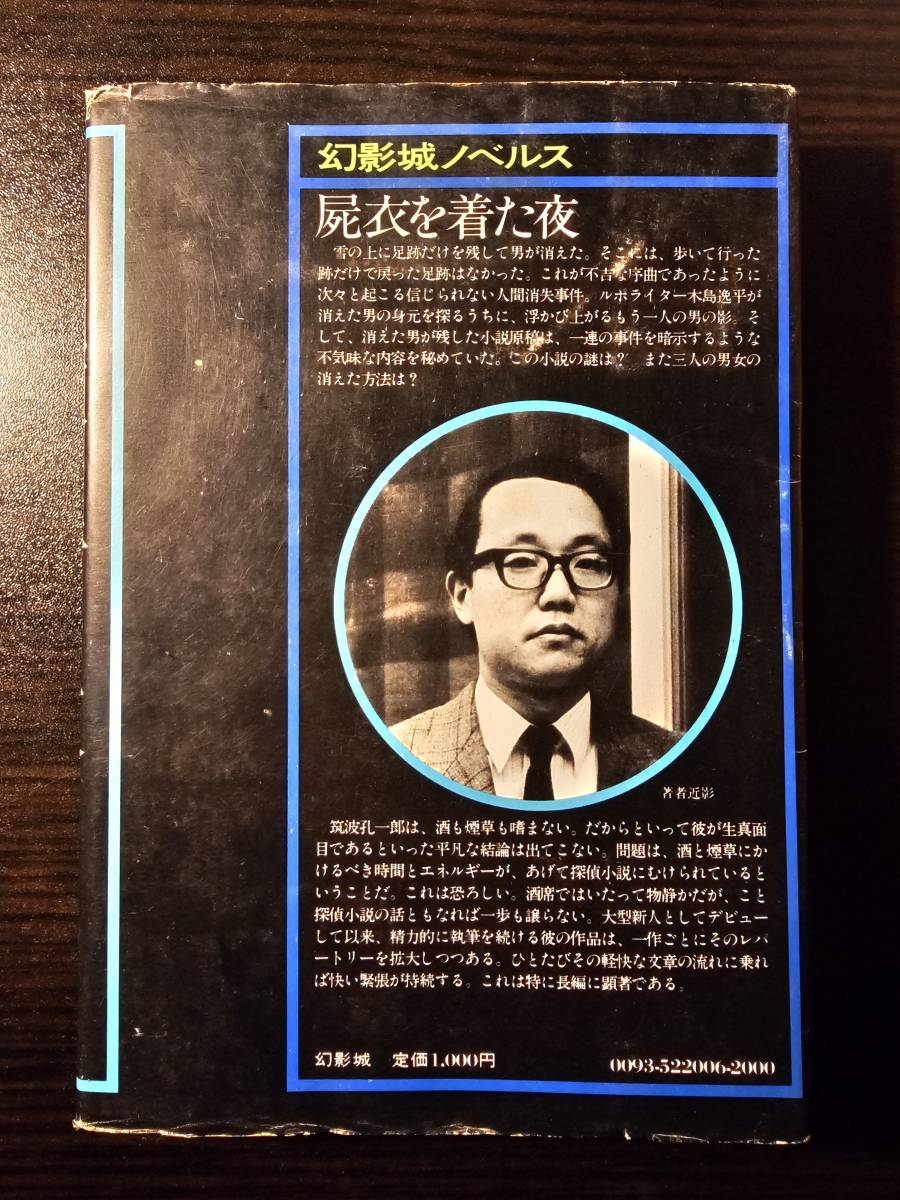 幻影城ノベルス
屍衣を着た夜
雪の上に足跡だけを残して男が消えた。そこには、歩いて行った
跡だけで戻った足跡はなかった。これが不吉な序曲であったように
次々と起こる信じられない人間消失事件。ルポライター木島逸平が
消えた男の身元を探るうちに、浮かび上がるもう一人の男の影。そ
して、消えた男が残した小説原稿は、一連の事件を暗示するような
不気味な内容を秘めていた。この小説の謎は? また三人の男女の
消えた方法は?
著者近影
筑波孔一郎は、酒も煙草も嗜まない。だからといって彼が生真面
目であるといった平凡な結論は出てこない。問題は、酒と煙草にか
けるべき時間とエネルギーが、あげて探偵小説にむけられていると
いうことだ。これは恐ろしい。酒席ではいたって物静かだが、こと
探偵小説の話ともなれば一歩も譲らない。大型新人としてデビュー
して以来、精力的に執筆を続ける彼の作品は、一作ごとにそのレパ
ートリーを拡大しつつある。ひとたびその軽快な文章の流れに乗れ
ば快い緊張が持続する。これは特に長編に顕著である。
幻影城 定価1,000円
0093-522006-2000